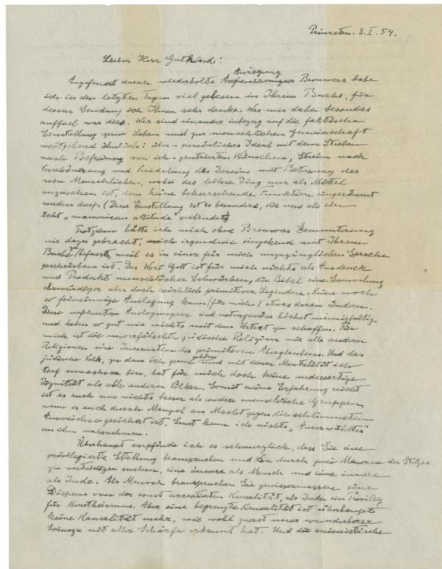 Princeton. 3. I. 54.
Lieber Herr Gutkind!
Angefeuert durch wiederholte Anregung Brouwers habe
ich in den letzten Tagen viel gelesen in Ihrem Buche, für
dessen Sendung ich Ihnen sehr danke. Was mir dabei besonders
auffiel war dies. Wir sind einander inbezug auf die faktische
Einstellung zum Leben und zur menschlichen Gemeinschaft
weitgehend ähnlich: über-persönliches Ideal mit dem Streben
nach Befreiung von ich-zentrierten Wünschen, Streben nach
Verschönerung und Veredelung des Daseins mit Betonung des
rein Menschlichen, wobei das leblose Ding nur als Mittel
anzusehen ist, dem keine beherrschende Funktion eingeräumt
werden darf. (Diese Einstellung ist es besonders, die uns als ein
echt „unamerican attitude“ verbindet)
Trotzdem hätte ich mich ohne Brouwers Ermunterung
nie dazu gebracht, mich irgendwie eingehend mit Ihrem
Buche zu befassen, weil es in einer für mich unzugänglichen Sprache
geschrieben ist. Das Wort Gott ist für mich nichts als Ausdruck
und Produkt menschlicher Schwächen, die Bibel eine Sammlung
ehrwürdiger aber doch reichlich primitiver Legenden. Keine noch
so feinsinnige Auslegung kann (für mich) etwas daran ändern.
Diese verfeinerten Auslegungen sind naturgemäss höchst mannigfaltig
und haben so gut wie nichts mit dem Urtext zu schaffen. Für
mich ist die unverfälschte jüdische Religion wie alle anderen
Religionen eine Incarnation des primitiven Aberglaubens. Und das
jüdische Volk, zu dem ich gerne gehöre und mit dessen Mentalität ich
tief verwachsen bin, hat für mich doch keine andersartige
Dignität als alle anderen Völker. Soweit meine Erfahrung reicht
ist es auch um nichts besser als andere menschliche Gruppen
wenn es auch durch Mangel an Macht gegen die schlimmsten
Auswüchse gesichert ist. Sonst kann ich nichts „Auserwähltes“
an ihm wahrnehmen.
Überhaupt empfinde ich es schmerzlich, dass Sie eine
privilegierte Stellung beanspruchen und sie durch zwei Mauern des Stolzes
zu verteidigen suchen, eine äussere als Mensch und eine innere
als Jude. Als Mensch beanspruchen Sie gewissermassen einen
Dispens von der sonst acceptierten Kausalität, als Jude ein Privileg
für Monotheismus. Aber eine begrenzte Kausalität ist überhaupt
keine Kausalität mehr, wie wohl zuerst unser wunderbarer
Spinoza mit aller Schärfe erkannt hat. Und die animistische